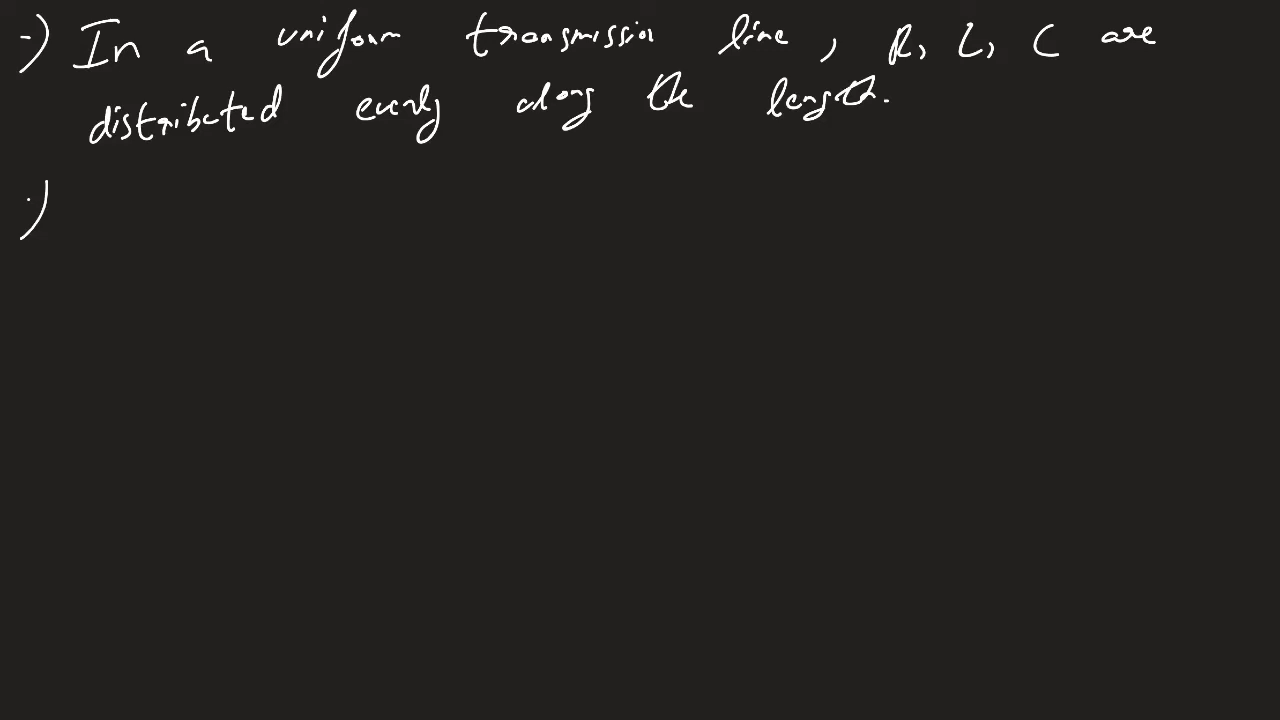 ·) In a uniform transmission line, R, L, C are
distributed evenly along the length.
·)